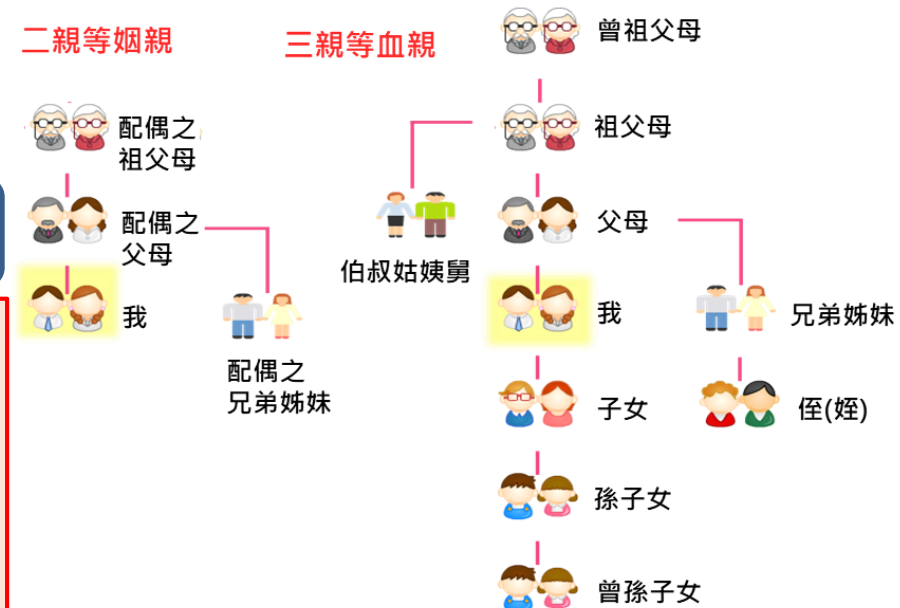 二親等姻親
配偶之
祖父母
配偶之
父母
我
配偶之
兄弟姊妹
三親等血親
曾祖父母
祖父母
伯叔姑姨舅
父母
我
兄弟姊妹
子女
侄(姪)
孫子女
曾孫子女